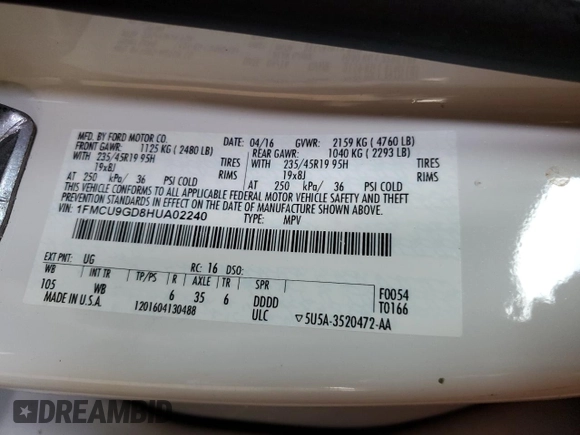 MFD. BY FORD MOTOR CO.
DATE: 04/16 GVWR: 2159 KG ( 4760 LB)
FRONT GAWR: 1125 KG ( 2480 LB) REAR GAWR: 1040 KG ( 2293 LB)
WITH 235/45R19 95H TIRES WITH 235/45R19 95H TIRES
19x8J RIMS 19x8J RIMS
AT 250 kPa/ 36 PSI COLD AT 250 kPa/ 36 PSI COLD
THIS VEHICLE CONFORMS TO ALL APPLICABLE FEDERAL MOTOR VEHICLE SAFETY AND THEFT
PREVENTION STANDARDS IN EFFECT ON THE DATE OF MANUFACTURE SHOWN ABOVE.
VIN: 1FMCU9GD8HUA02240 TYPE: MPV
EXT PNT: UG RC: 16 DSO:
WB INT TR TP/PS R AXLE TR SPR
105 WB 6 35 6 DDDD F0054
MADE IN U.S.A. 1201604130488 ULC ▽5U5A-3520472-AA T0166
DREAMBID